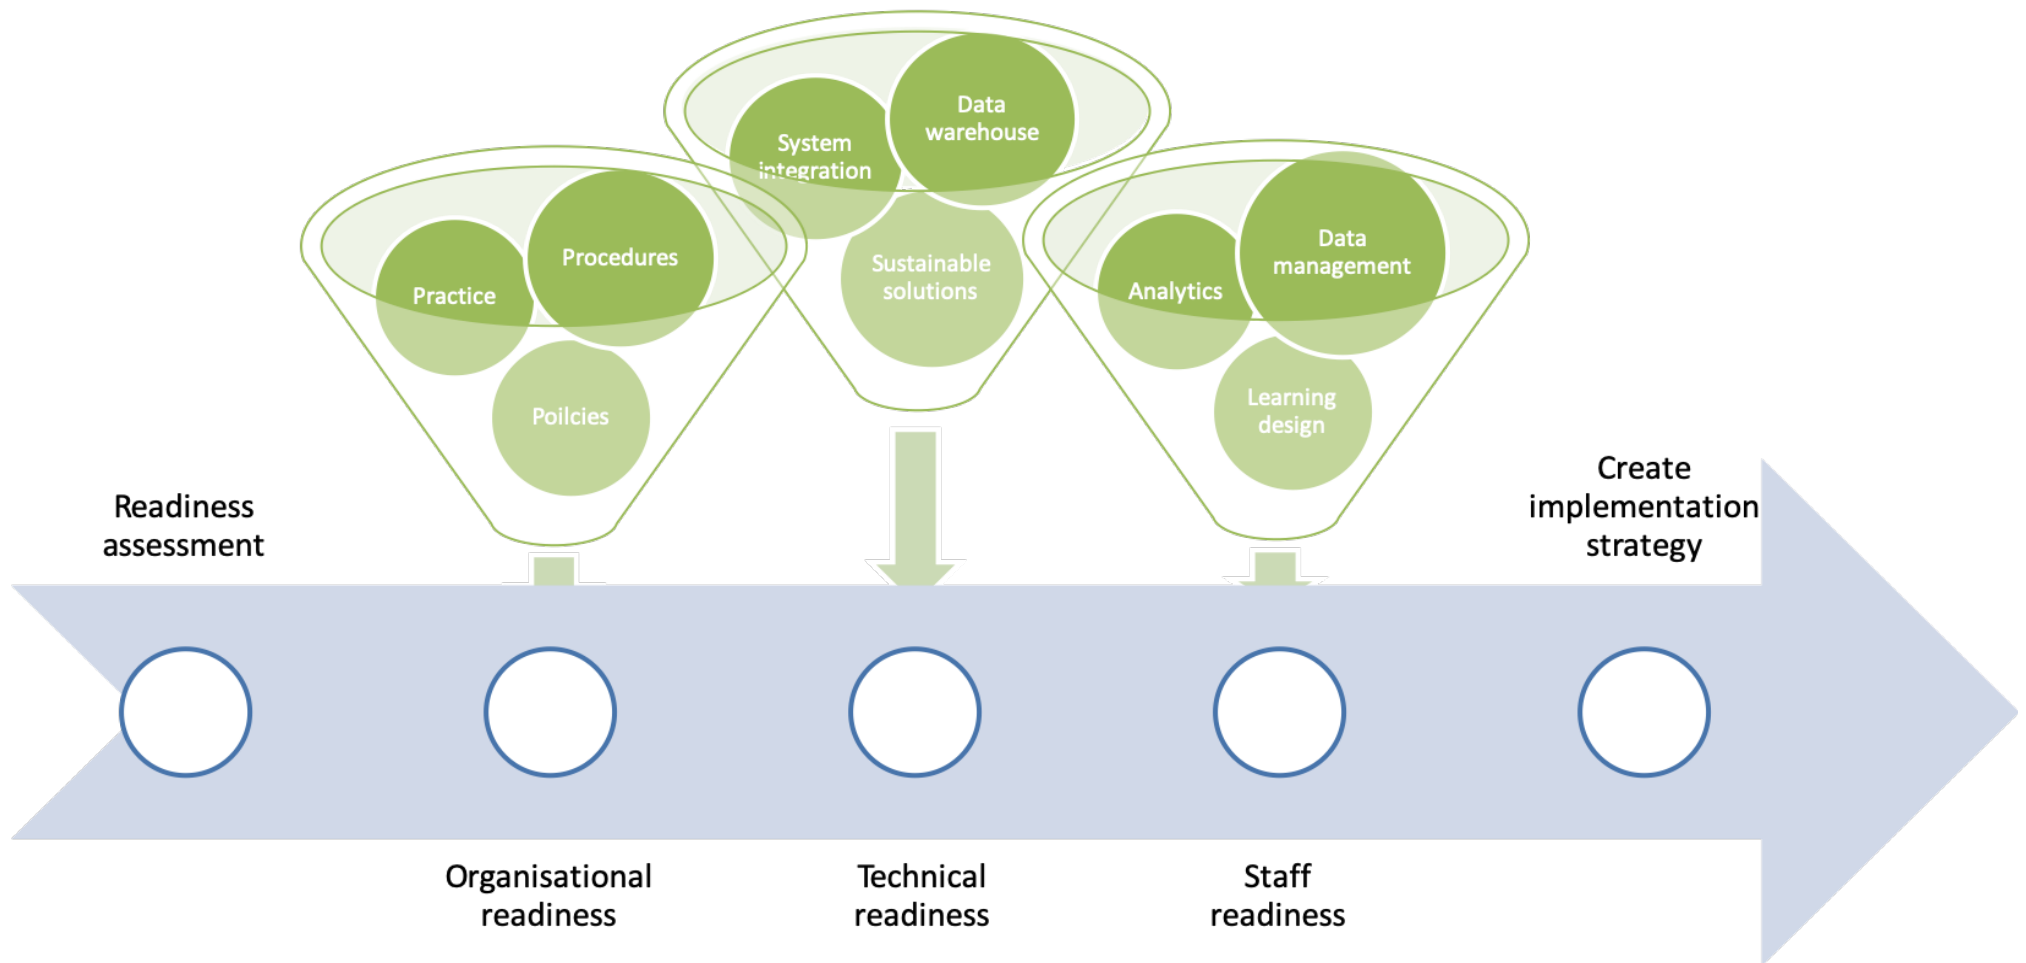 Data
warehouse
System
integration
Sustainable
solutions
Procedures
Practice
Poilcies
Data
management
Analytics
Learning
design
Readiness
assessment
Create
implementation
strategy
Organisational
readiness
Technical
readiness
Staff
readiness